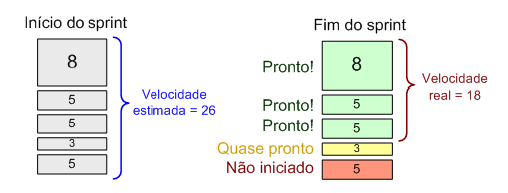 Início do sprint
8
5
5
3
5
Velocidade
estimada = 26
Fim do sprint
Pronto! 8
Pronto! 5
Pronto! 5
Quase pronto 3
Não iniciado 5
Velocidade
real = 18